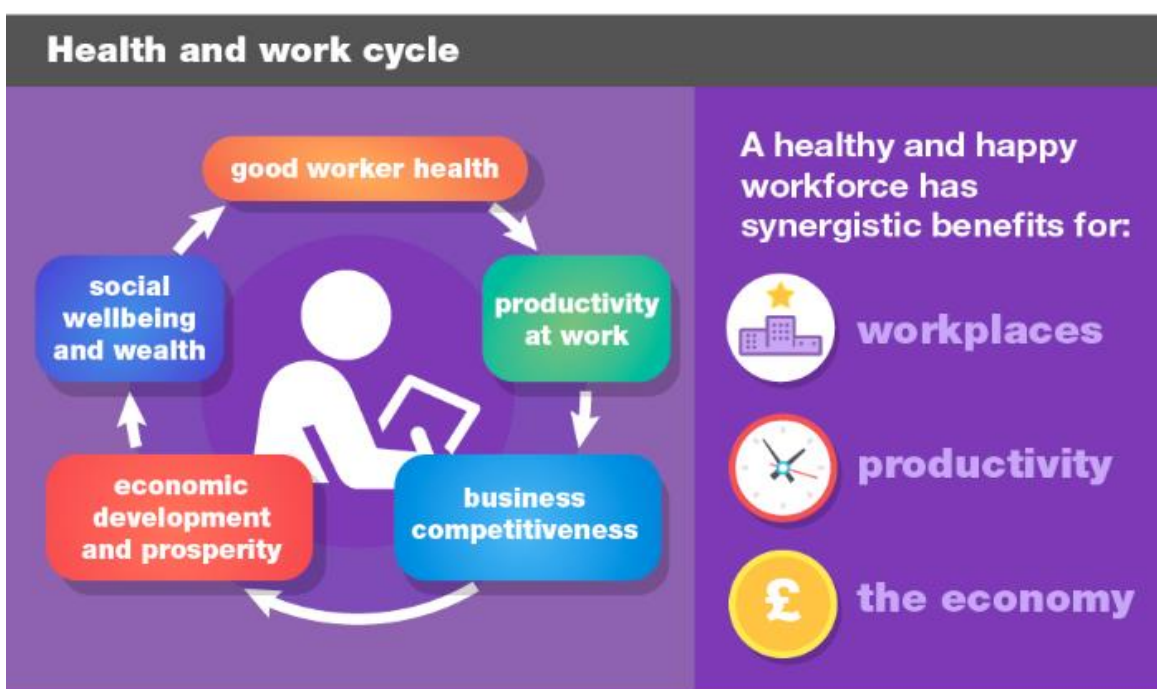 Health and work cycle
good worker health
productivity
at work
business
competitiveness
economic
development
and prosperity
social
wellbeing
and wealth
A healthy and happy
workforce has
synergistic benefits for:
workplaces
productivity
£
the economy